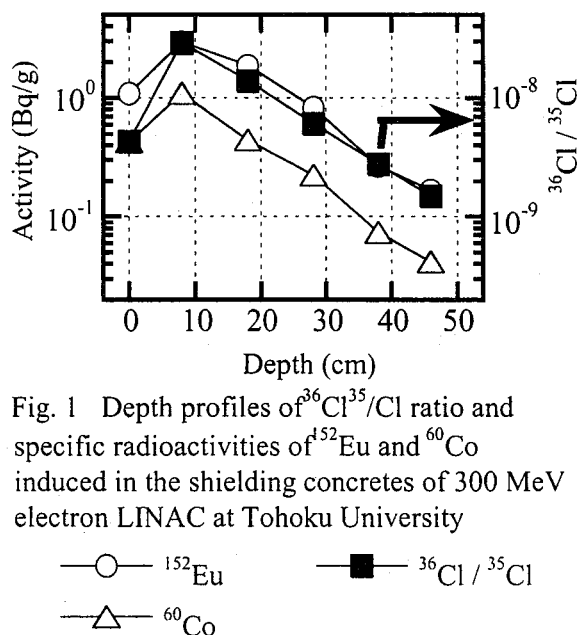 Activity (Bq/g)
10⁰
10⁻¹
10⁻⁸
10⁻⁹
³⁶Cl / ³⁵Cl
0 10 20 30 40 50
Depth (cm)
Fig. 1 Depth profiles of ³⁶Cl³⁵/Cl ratio and
specific radioactivities of ¹⁵²Eu and ⁶⁰Co
induced in the shielding concretes of 300 MeV
electron LINAC at Tohoku University
¹⁵²Eu ³⁶Cl / ³⁵Cl
⁶⁰Co